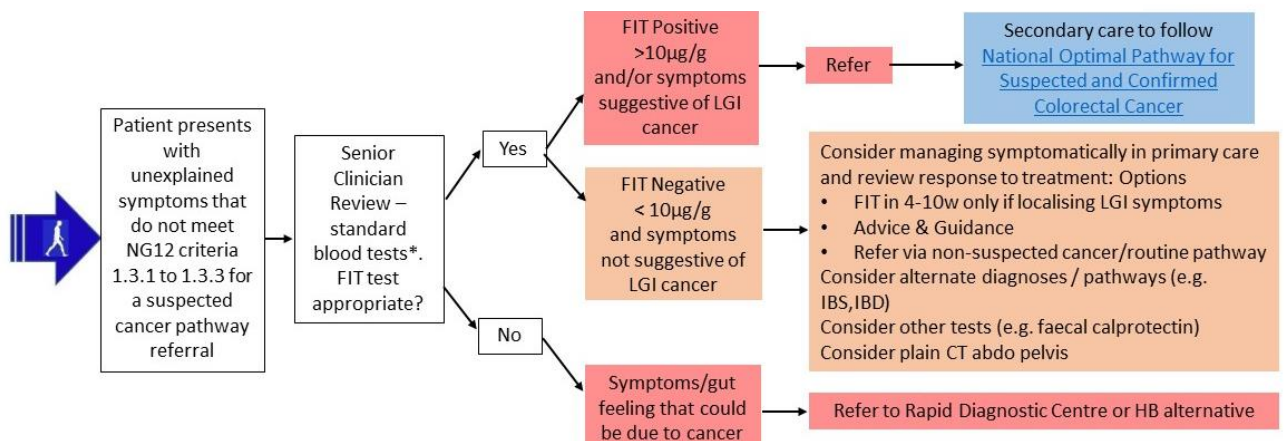 Patient presents
with
unexplained
symptoms that
do not meet
NG12 criteria
1.3.1 to 1.3.3 for
a suspected
cancer pathway
referral
Senior
Clinician
Review –
standard
blood tests*.
FIT test
appropriate?
Yes
No
FIT Positive
>10µg/g
and/or symptoms
suggestive of LGI
cancer
Refer
Secondary care to follow
National Optimal Pathway for
Suspected and Confirmed
Colorectal Cancer
FIT Negative
< 10µg/g
and symptoms
not suggestive of
LGI cancer
Consider managing symptomatically in primary care
and review response to treatment: Options
• FIT in 4-10w only if localising LGI symptoms
• Advice & Guidance
• Refer via non-suspected cancer/routine pathway
Consider alternate diagnoses / pathways (e.g.
IBS,IBD)
Consider other tests (e.g. faecal calprotectin)
Consider plain CT abdo pelvis
Symptoms/gut
feeling that could
be due to cancer
Refer to Rapid Diagnostic Centre or HB alternative